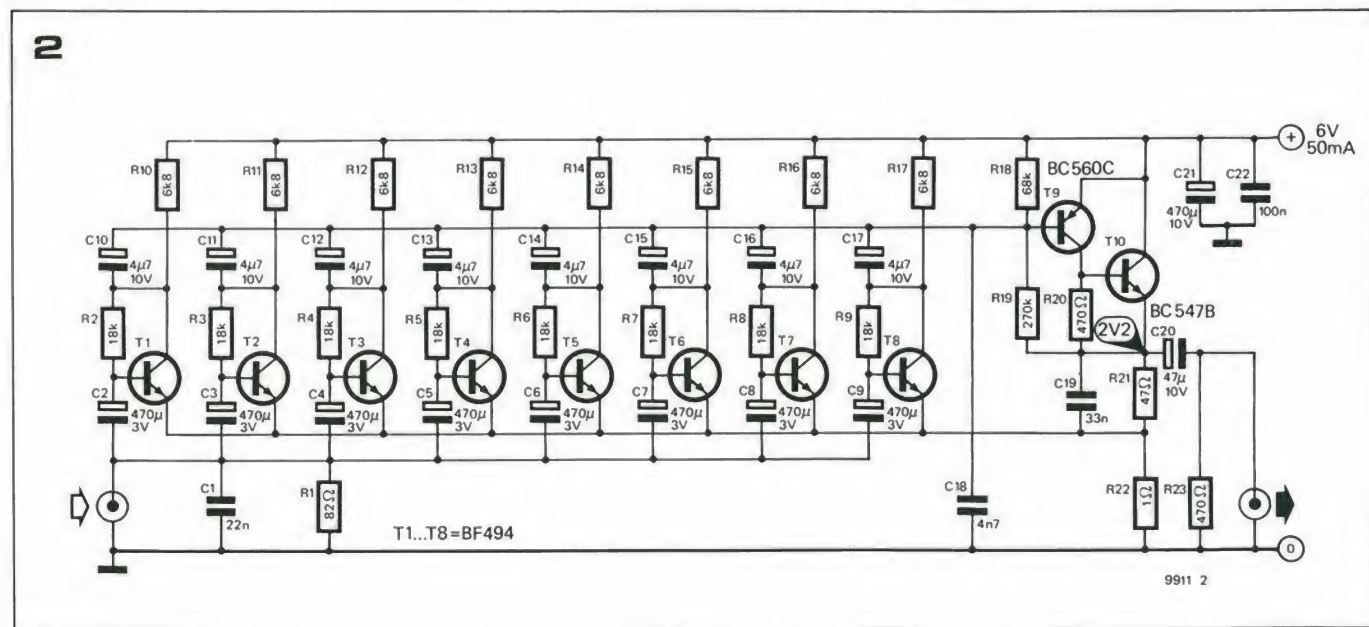 2
6V
50mA
R10 6k8
R11 6k8
R12 6k8
R13 6k8
R14 6k8
R15 6k8
R16 6k8
R17 6k8
R18 68k
BC560C
T9
C21 470µ 10V
C22 100n
C10 4µ7 10V
C11 4µ7 10V
C12 4µ7 10V
C13 4µ7 10V
C14 4µ7 10V
C15 4µ7 10V
C16 4µ7 10V
C17 4µ7 10V
T10
BC547B
R2 18k
R3 18k
R4 18k
R5 18k
R6 18k
R7 18k
R8 18k
R9 18k
T1
T2
T3
T4
T5
T6
T7
T8
R19 270k
R20 470Ω
2V2
C20 47µ 10V
C2 470µ 3V
C3 470µ 3V
C4 470µ 3V
C5 470µ 3V
C6 470µ 3V
C7 470µ 3V
C8 470µ 3V
C9 470µ 3V
C19 33n
R21 47Ω
C1 22n
R1 82Ω
C18 4n7
R22 1Ω
R23 470Ω
T1...T8=BF494
0
9911 2